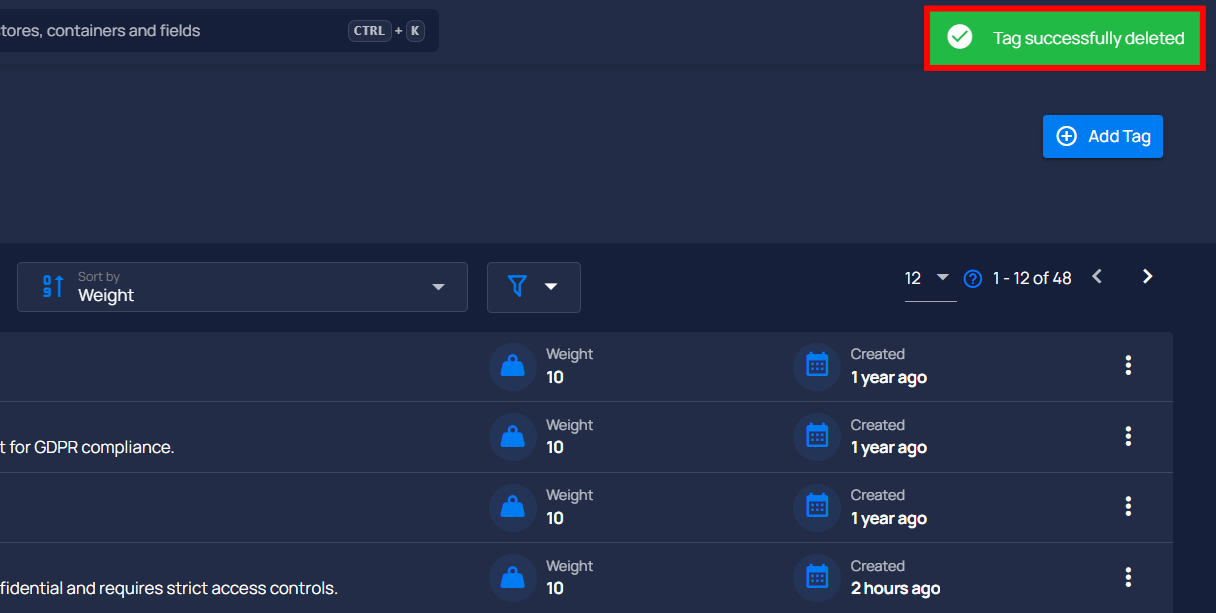 tores, containers and fields CTRL + K
Tag successfully deleted
Add Tag
Sort by
Weight
12 1 - 12 of 48
Weight Created
10 1 year ago
Weight Created
t for GDPR compliance. 10 1 year ago
Weight Created
10 1 year ago
Weight Created
fidential and requires strict access controls. 10 2 hours ago